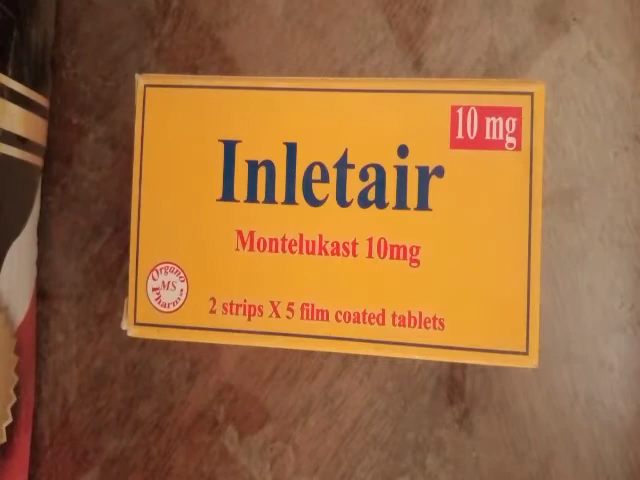 10 mg
Inletair
Montelukast 10mg
Organo
MS
Pharma
2 strips X 5 film coated tablets